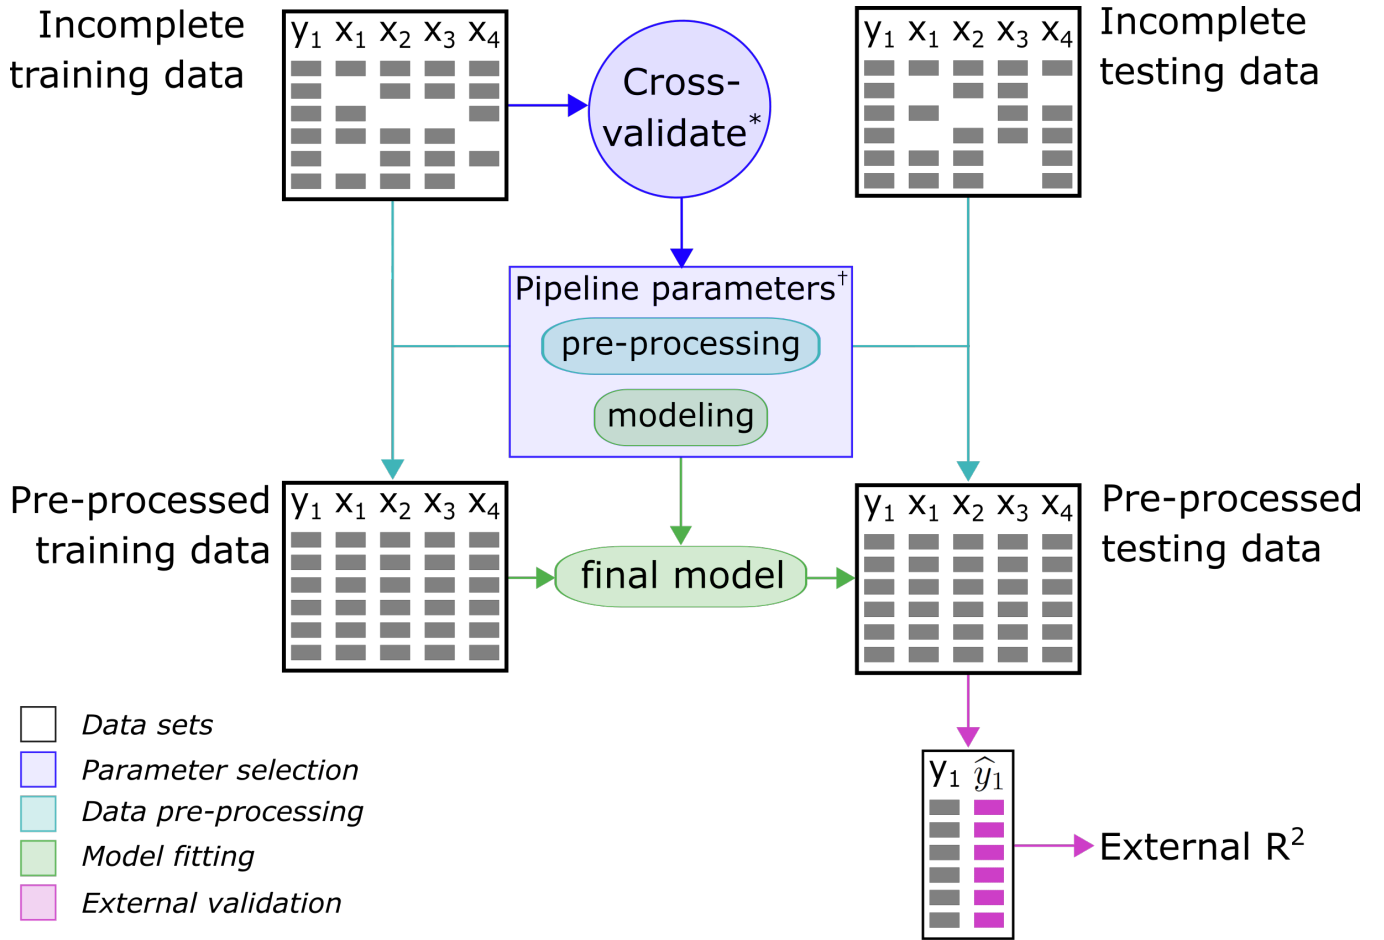 Incomplete
training data
y₁ x₁ x₂ x₃ x₄
Cross-
validate*
y₁ x₁ x₂ x₃ x₄
Incomplete
testing data
Pipeline parameters†
pre-processing
modeling
Pre-processed
training data
y₁ x₁ x₂ x₃ x₄
final model
y₁ x₁ x₂ x₃ x₄
Pre-processed
testing data
Data sets
Parameter selection
Data pre-processing
Model fitting
External validation
y₁ ŷ₁
External R²